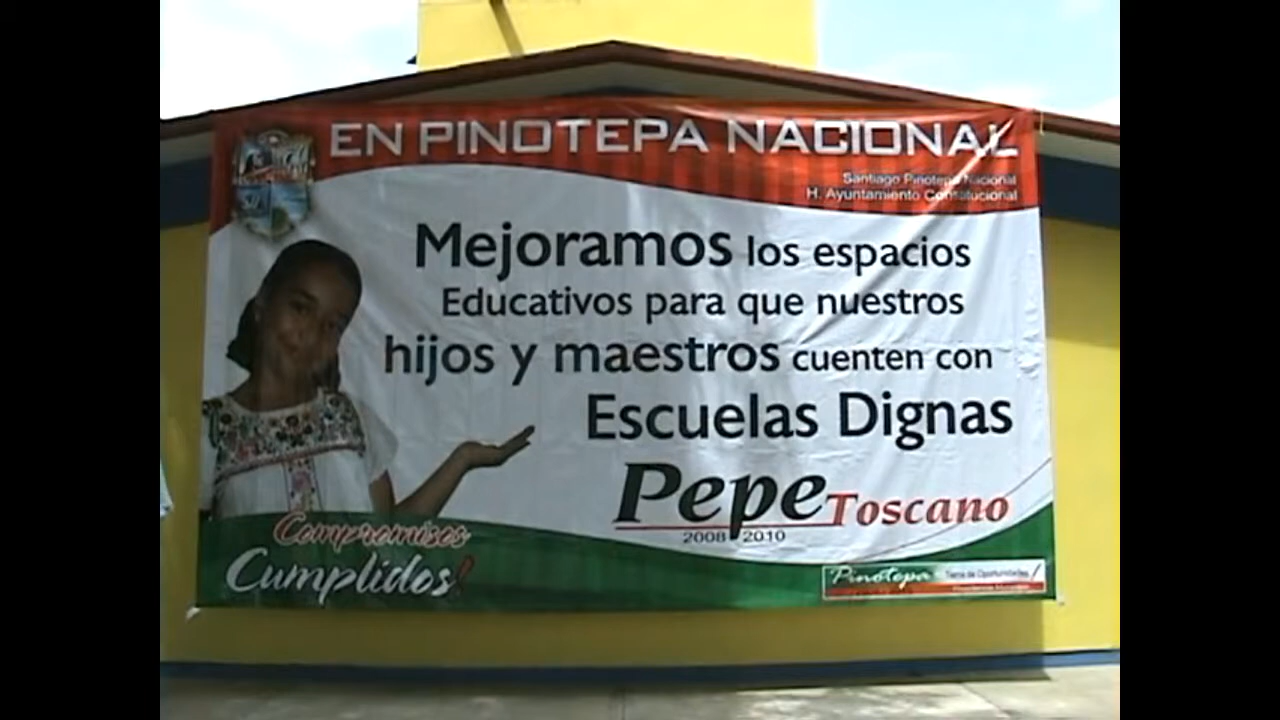 EN PINOTEPA NACIONAL
Santiago Pinotepa Nacional
H. Ayuntamiento Constitucional
Mejoramos los espacios
Educativos para que nuestros
hijos y maestros cuenten con
Escuelas Dignas
Pepe Toscano
2008 2010
Compromisos
Cumplidos!
Pinotepa Tierra de Oportunidades!